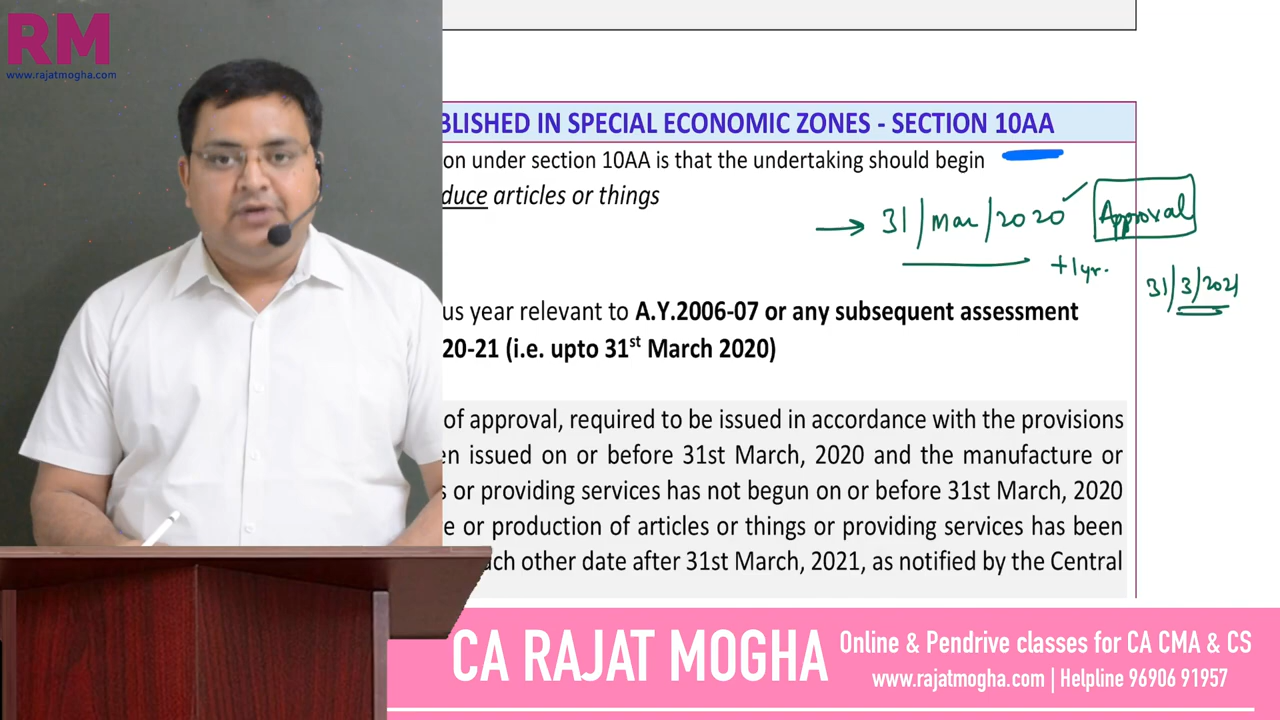 RM
www.rajatmogha.com
BLISHED IN SPECIAL ECONOMIC ZONES - SECTION 10AA
on under section 10AA is that the undertaking should begin
duce articles or things
→ 31/Mar/2020 ✓ Approval
+1yr. 31/3/2021
us year relevant to A.Y.2006-07 or any subsequent assessment
20-21 (i.e. upto 31st March 2020)
of approval, required to be issued in accordance with the provisions
en issued on or before 31st March, 2020 and the manufacture or
s or providing services has not begun on or before 31st March, 2020
e or production of articles or things or providing services has been
ch other date after 31st March, 2021, as notified by the Central
CA RAJAT MOGHA
Online & Pendrive classes for CA CMA & CS
www.rajatmogha.com | Helpline 96906 91957